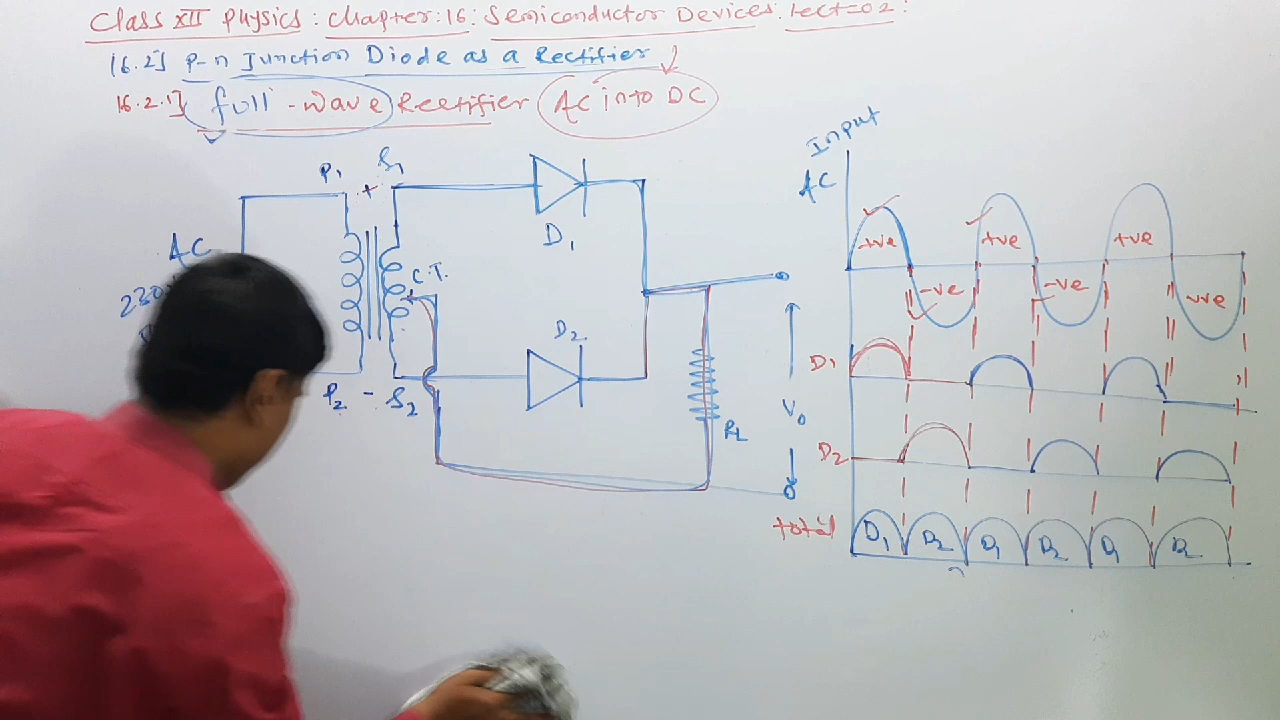 Class XII Physics : Chapter:16: Semiconductor Devices. Lect=02:
16.2] P-n Junction Diode as a Rectifier
16.2.1] full-wave Rectifier AC into DC
P1 + S1
AC
230
C.T.
P2 - S2
D1
D2
RL
Vo
Input
AC
+ve +ve +ve
-ve -ve -ve
D1
D2
total
D1 D2 D1 D2 D1 D2